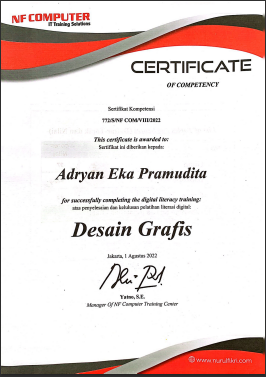 NF COMPUTER
IT Training Solutions
CERTIFICATE
OF COMPETENCY
Sertifikat Kompetensi
772/S/NF COM/VIII/2022
This certificate is awarded to:
Sertifikat ini diberikan kepada:
Adryan Eka Pramudita
for successfully completing the digital literacy training:
atas penyelesaian dan kelulusan pelatihan literasi digital:
Desain Grafis
Jakarta, 1 Agustus 2022
Yatno, S.E.
Manager Of NF Computer Training Center
www.nurulfikri.com